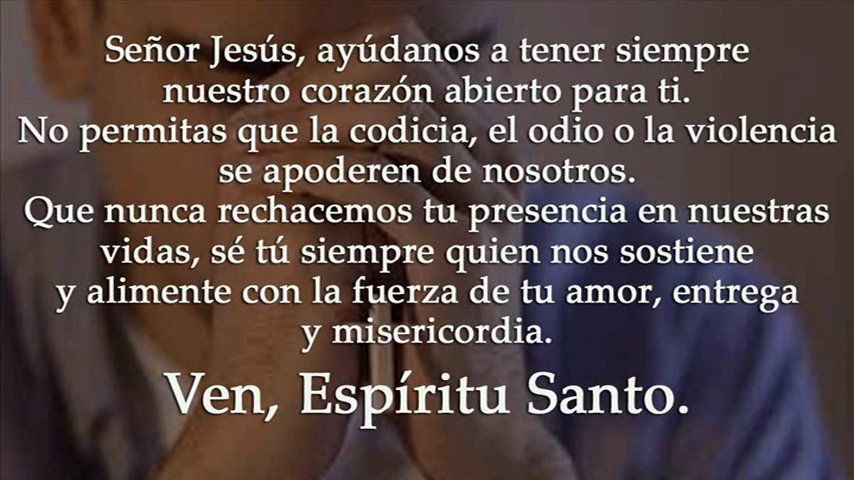 Señor Jesús, ayúdanos a tener siempre
nuestro corazón abierto para ti.
No permitas que la codicia, el odio o la violencia
se apoderen de nosotros.
Que nunca rechacemos tu presencia en nuestras
vidas, sé tú siempre quien nos sostiene
y alimente con la fuerza de tu amor, entrega
y misericordia.
Ven, Espíritu Santo.